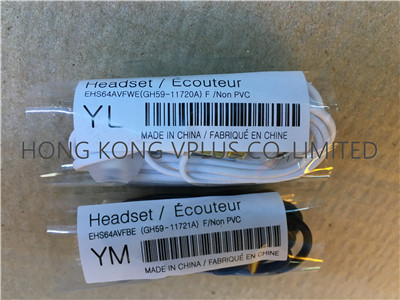 Headset / Écouteur
EHS64AVFWE(GH59-11720A) F /Non PVC
YL
MADE IN CHINA / FABRIQUÉ EN CHINE
HONG KONG VPLUS CO.,LIMITED
Headset / Écouteur
EHS64AVFBE (GH59-11721A) F/Non PVC
YM
MADE IN CHINA / FABRIQUÉ EN CHINE